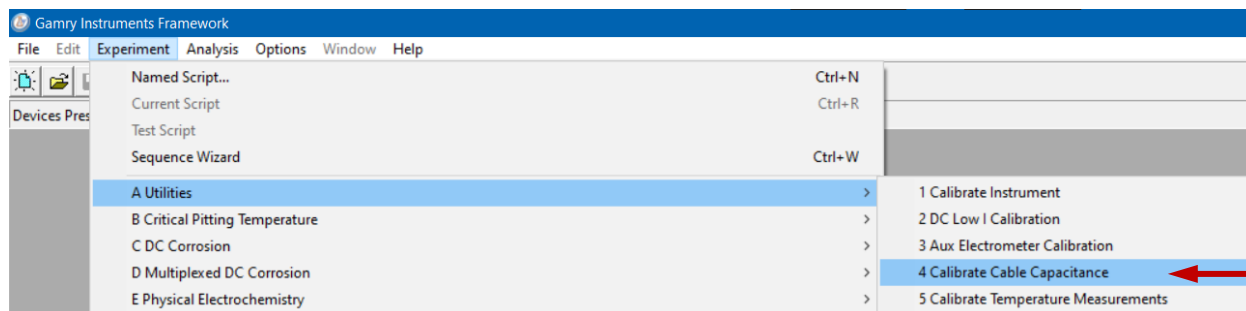 Gamry Instruments Framework
File Edit Experiment Analysis Options Window Help
Named Script... Ctrl+N
Devices Pres
Current Script Ctrl+R
Test Script
Sequence Wizard Ctrl+W
A Utilities >
B Critical Pitting Temperature >
C DC Corrosion >
D Multiplexed DC Corrosion >
E Physical Electrochemistry >
1 Calibrate Instrument
2 DC Low I Calibration
3 Aux Electrometer Calibration
4 Calibrate Cable Capacitance
5 Calibrate Temperature Measurements